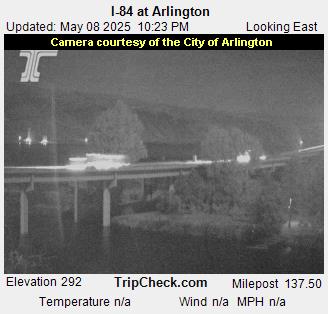 I-84 at Arlington
Updated: May 08 2025 10:23 PM Looking East
Camera courtesy of the City of Arlington
Elevation 292 TripCheck.com Milepost 137.50
Temperature n/a Wind n/a MPH n/a